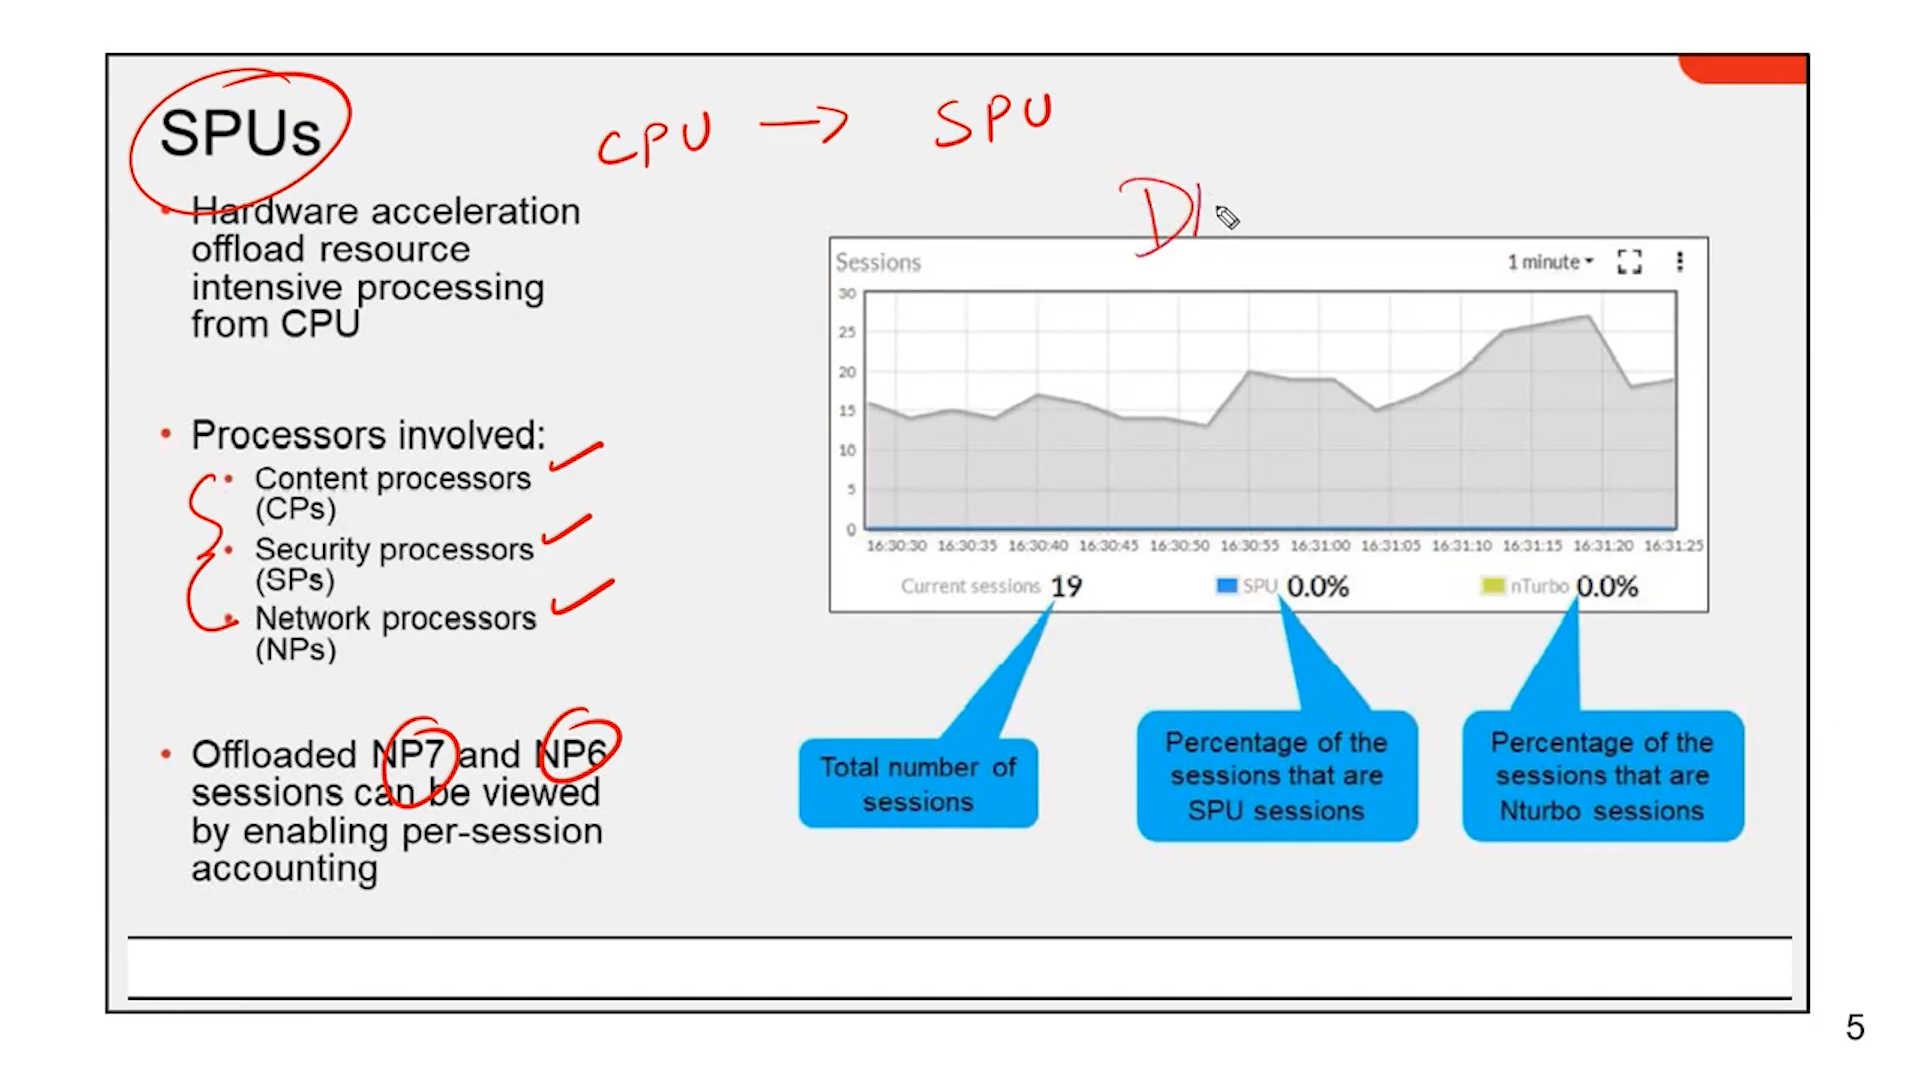 SPUs
CPU → SPU
• Hardware acceleration
offload resource
intensive processing
from CPU
• Processors involved:
• Content processors
(CPs)
• Security processors
(SPs)
• Network processors
(NPs)
• Offloaded NP7 and NP6
sessions can be viewed
by enabling per-session
accounting
Sessions
1 minute
30
25
20
15
10
5
0
16:30:30 16:30:35 16:30:40 16:30:45 16:30:50 16:30:55 16:31:00 16:31:05 16:31:10 16:31:15 16:31:20 16:31:25
Current sessions 19 SPU 0.0% nTurbo 0.0%
Total number of
sessions
Percentage of the
sessions that are
SPU sessions
Percentage of the
sessions that are
Nturbo sessions
5